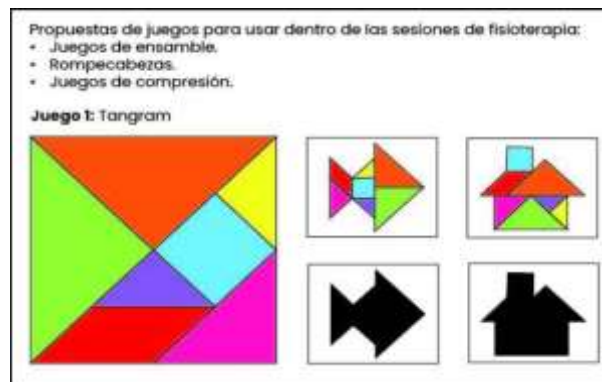 Propuestas de juegos para usar dentro de las sesiones de fisioterapia:
• Juegos de ensamble.
• Rompecabezas.
• Juegos de compresión.
Juego 1: Tangram